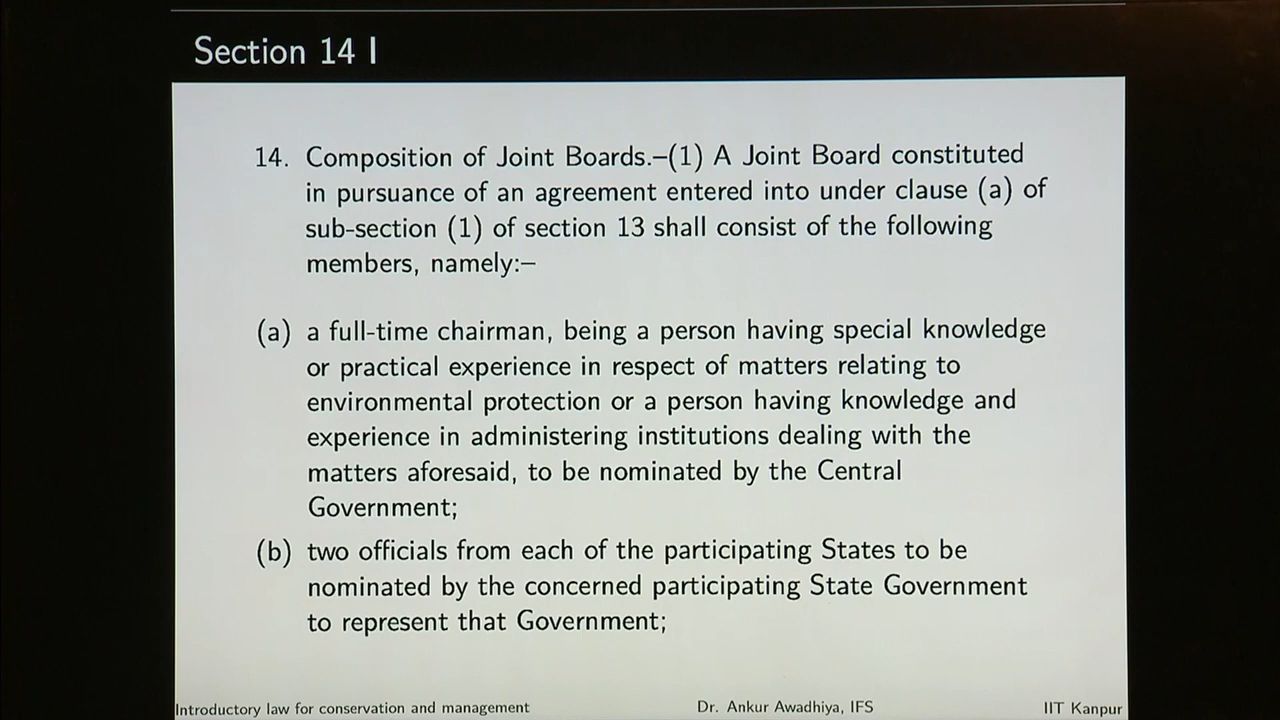 Section 14 I
14. Composition of Joint Boards.–(1) A Joint Board constituted
in pursuance of an agreement entered into under clause (a) of
sub-section (1) of section 13 shall consist of the following
members, namely:–
(a) a full-time chairman, being a person having special knowledge
or practical experience in respect of matters relating to
environmental protection or a person having knowledge and
experience in administering institutions dealing with the
matters aforesaid, to be nominated by the Central
Government;
(b) two officials from each of the participating States to be
nominated by the concerned participating State Government
to represent that Government;
Introductory law for conservation and management Dr. Ankur Awadhiya, IFS IIT Kanpur